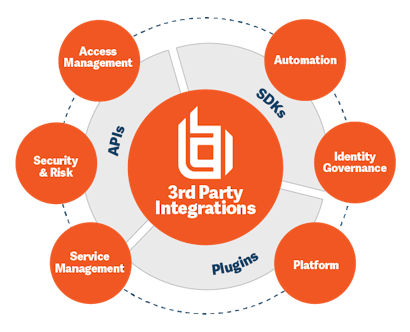 Access
Management
Automation
APIs
SDKs
Security
& Risk
3rd Party
Integrations
Identity
Governance
Service
Management
Plugins
Platform